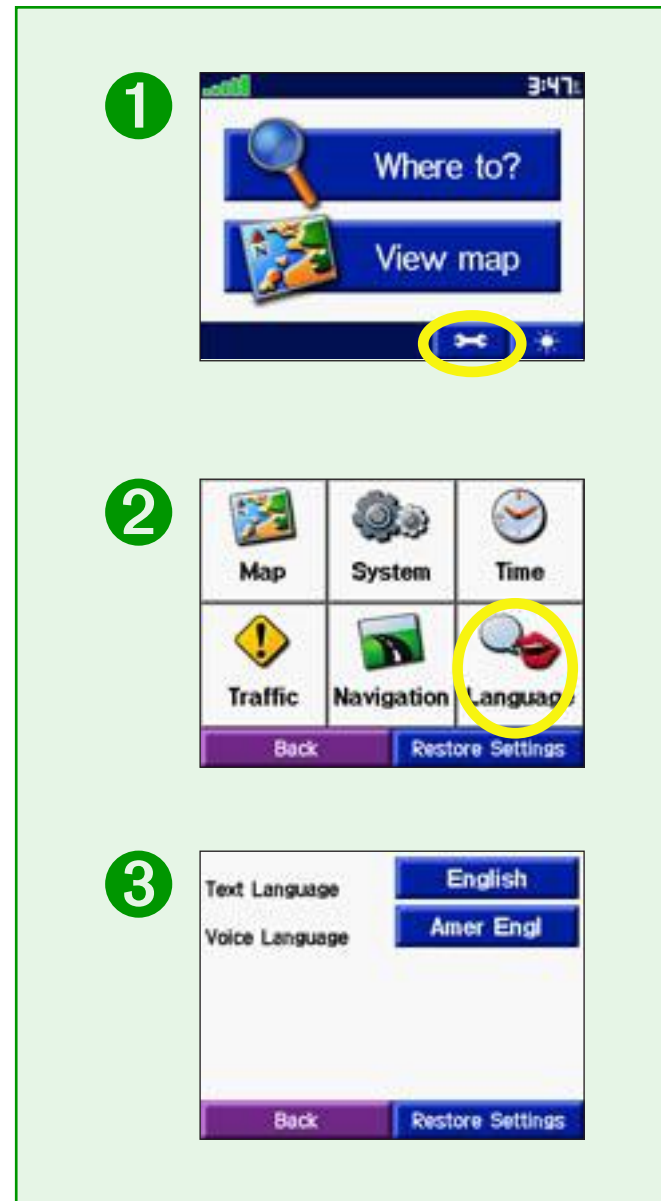 1
3:47
Where to?
View map
2
Map System Time
Traffic Navigation Language
Back Restore Settings
3
Text Language English
Voice Language Amer Engl
Back Restore Settings